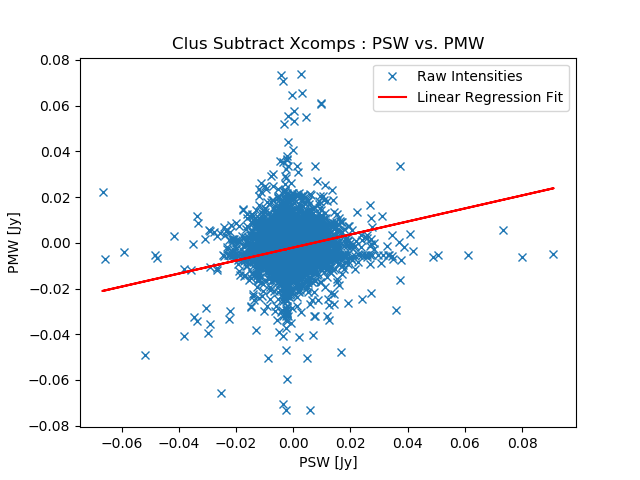 Clus Subtract Xcomps : PSW vs. PMW
Raw Intensities
Linear Regression Fit
PMW [Jy]
0.08
0.06
0.04
0.02
0.00
−0.02
−0.04
−0.06
−0.08
−0.06 −0.04 −0.02 0.00 0.02 0.04 0.06 0.08
PSW [Jy]